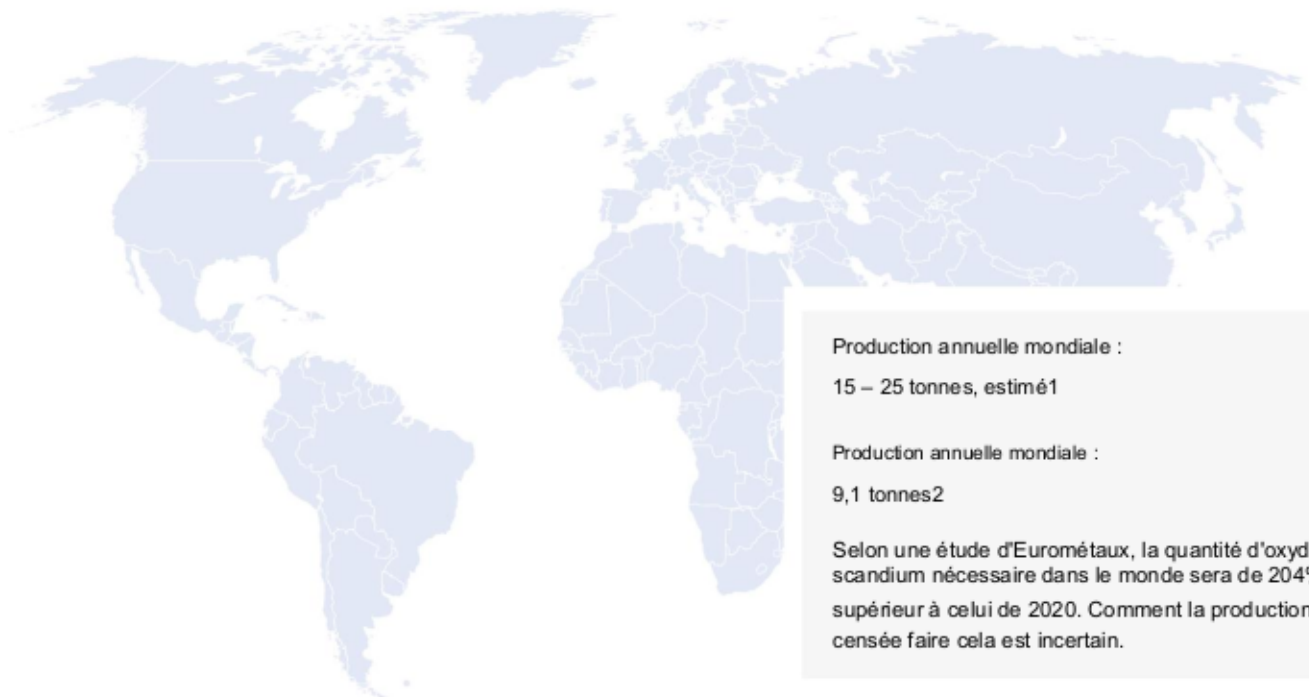 Production annuelle mondiale :
15 – 25 tonnes, estimé1
Production annuelle mondiale :
9,1 tonnes2
Selon une étude d'Eurométaux, la quantité d'oxyd
scandium nécessaire dans le monde sera de 204
supérieur à celui de 2020. Comment la production
censée faire cela est incertain.